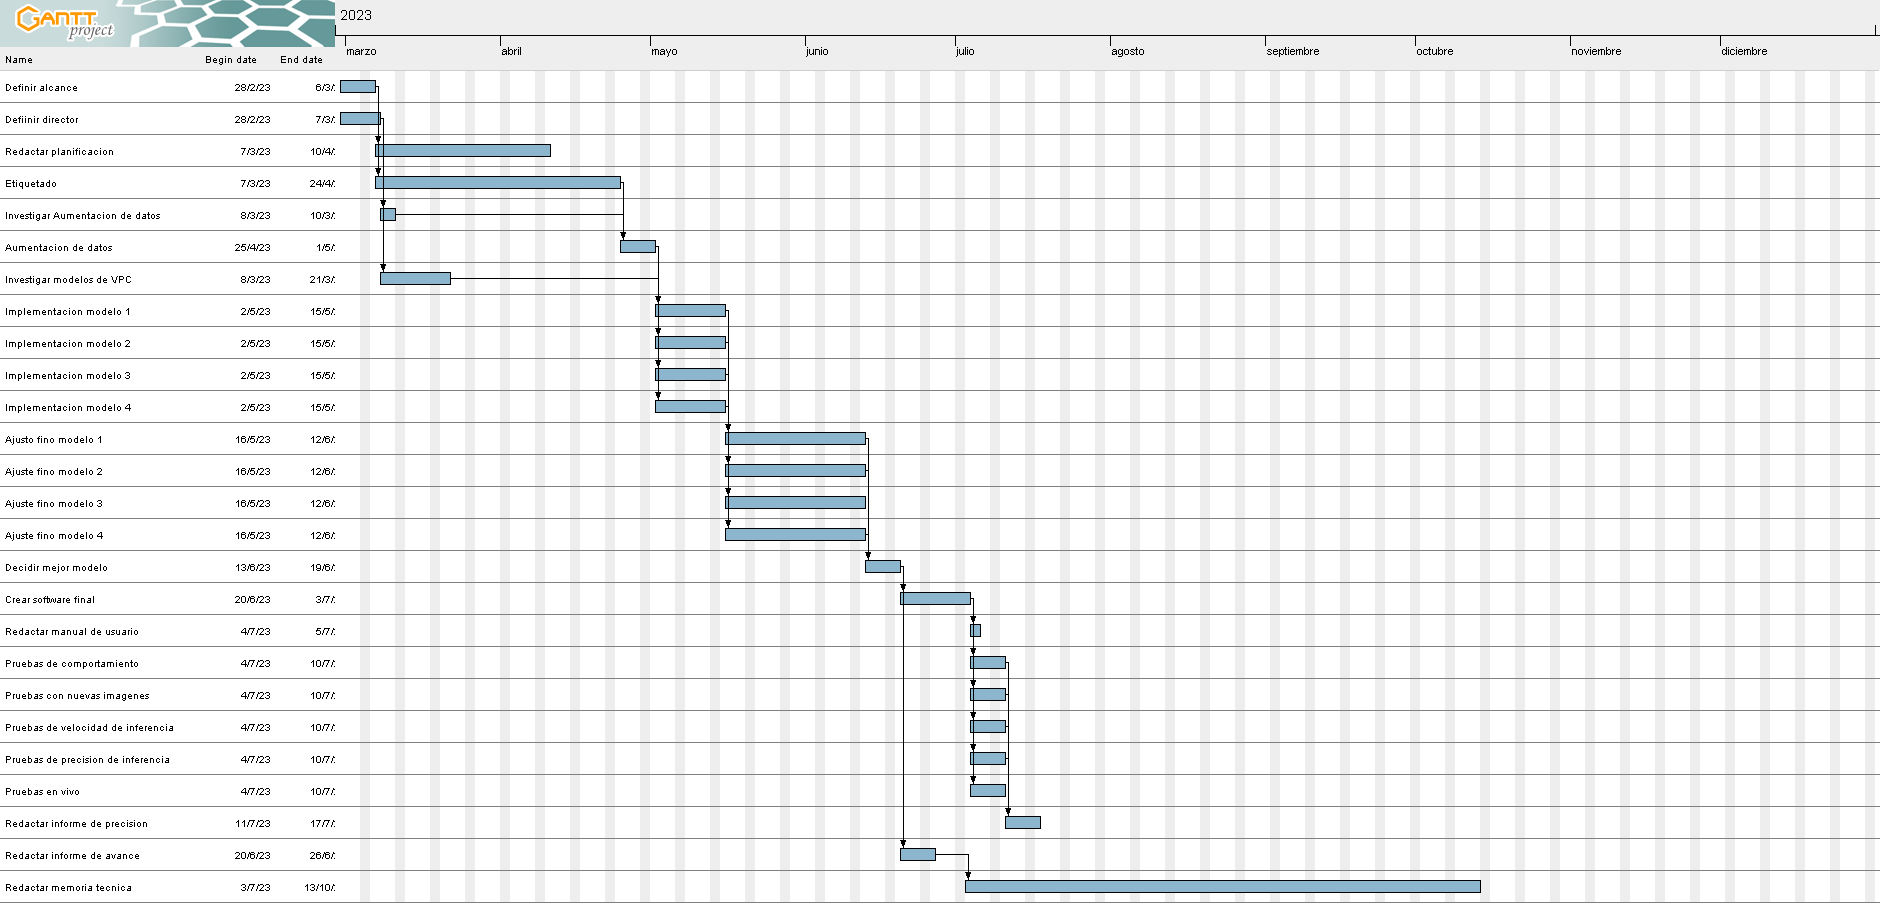 GANTT
project
2023
marzo abril mayo junio julio agosto septiembre octubre noviembre diciembre
Name Begin date End date
Definir alcance 28/2/23 6/3/
Defiinir director 28/2/23 7/3/
Redactar planificacion 7/3/23 10/4/
Etiquetado 7/3/23 24/4/
Investigar Aumentacion de datos 8/3/23 10/3/
Aumentacion de datos 25/4/23 1/5/
Investigar modelos de VPC 8/3/23 21/3/
Implementacion modelo 1 2/5/23 15/5/
Implementacion modelo 2 2/5/23 15/5/
Implementacion modelo 3 2/5/23 15/5/
Implementacion modelo 4 2/5/23 15/5/
Ajusto fino modelo 1 16/5/23 12/6/
Ajuste fino modelo 2 16/5/23 12/6/
Ajuste fino modelo 3 16/5/23 12/6/
Ajuste fino modelo 4 16/5/23 12/6/
Decidir mejor modelo 13/6/23 19/6/
Crear software final 20/6/23 3/7/
Redactar manual de usuario 4/7/23 5/7/
Pruebas de comportamiento 4/7/23 10/7/
Pruebas con nuevas imagenes 4/7/23 10/7/
Pruebas de velocidad de inferencia 4/7/23 10/7/
Pruebas de precision de inferencia 4/7/23 10/7/
Pruebas en vivo 4/7/23 10/7/
Redactar informe de precision 11/7/23 17/7/
Redactar informe de avance 20/6/23 26/6/
Redactar memoria tecnica 3/7/23 13/10/